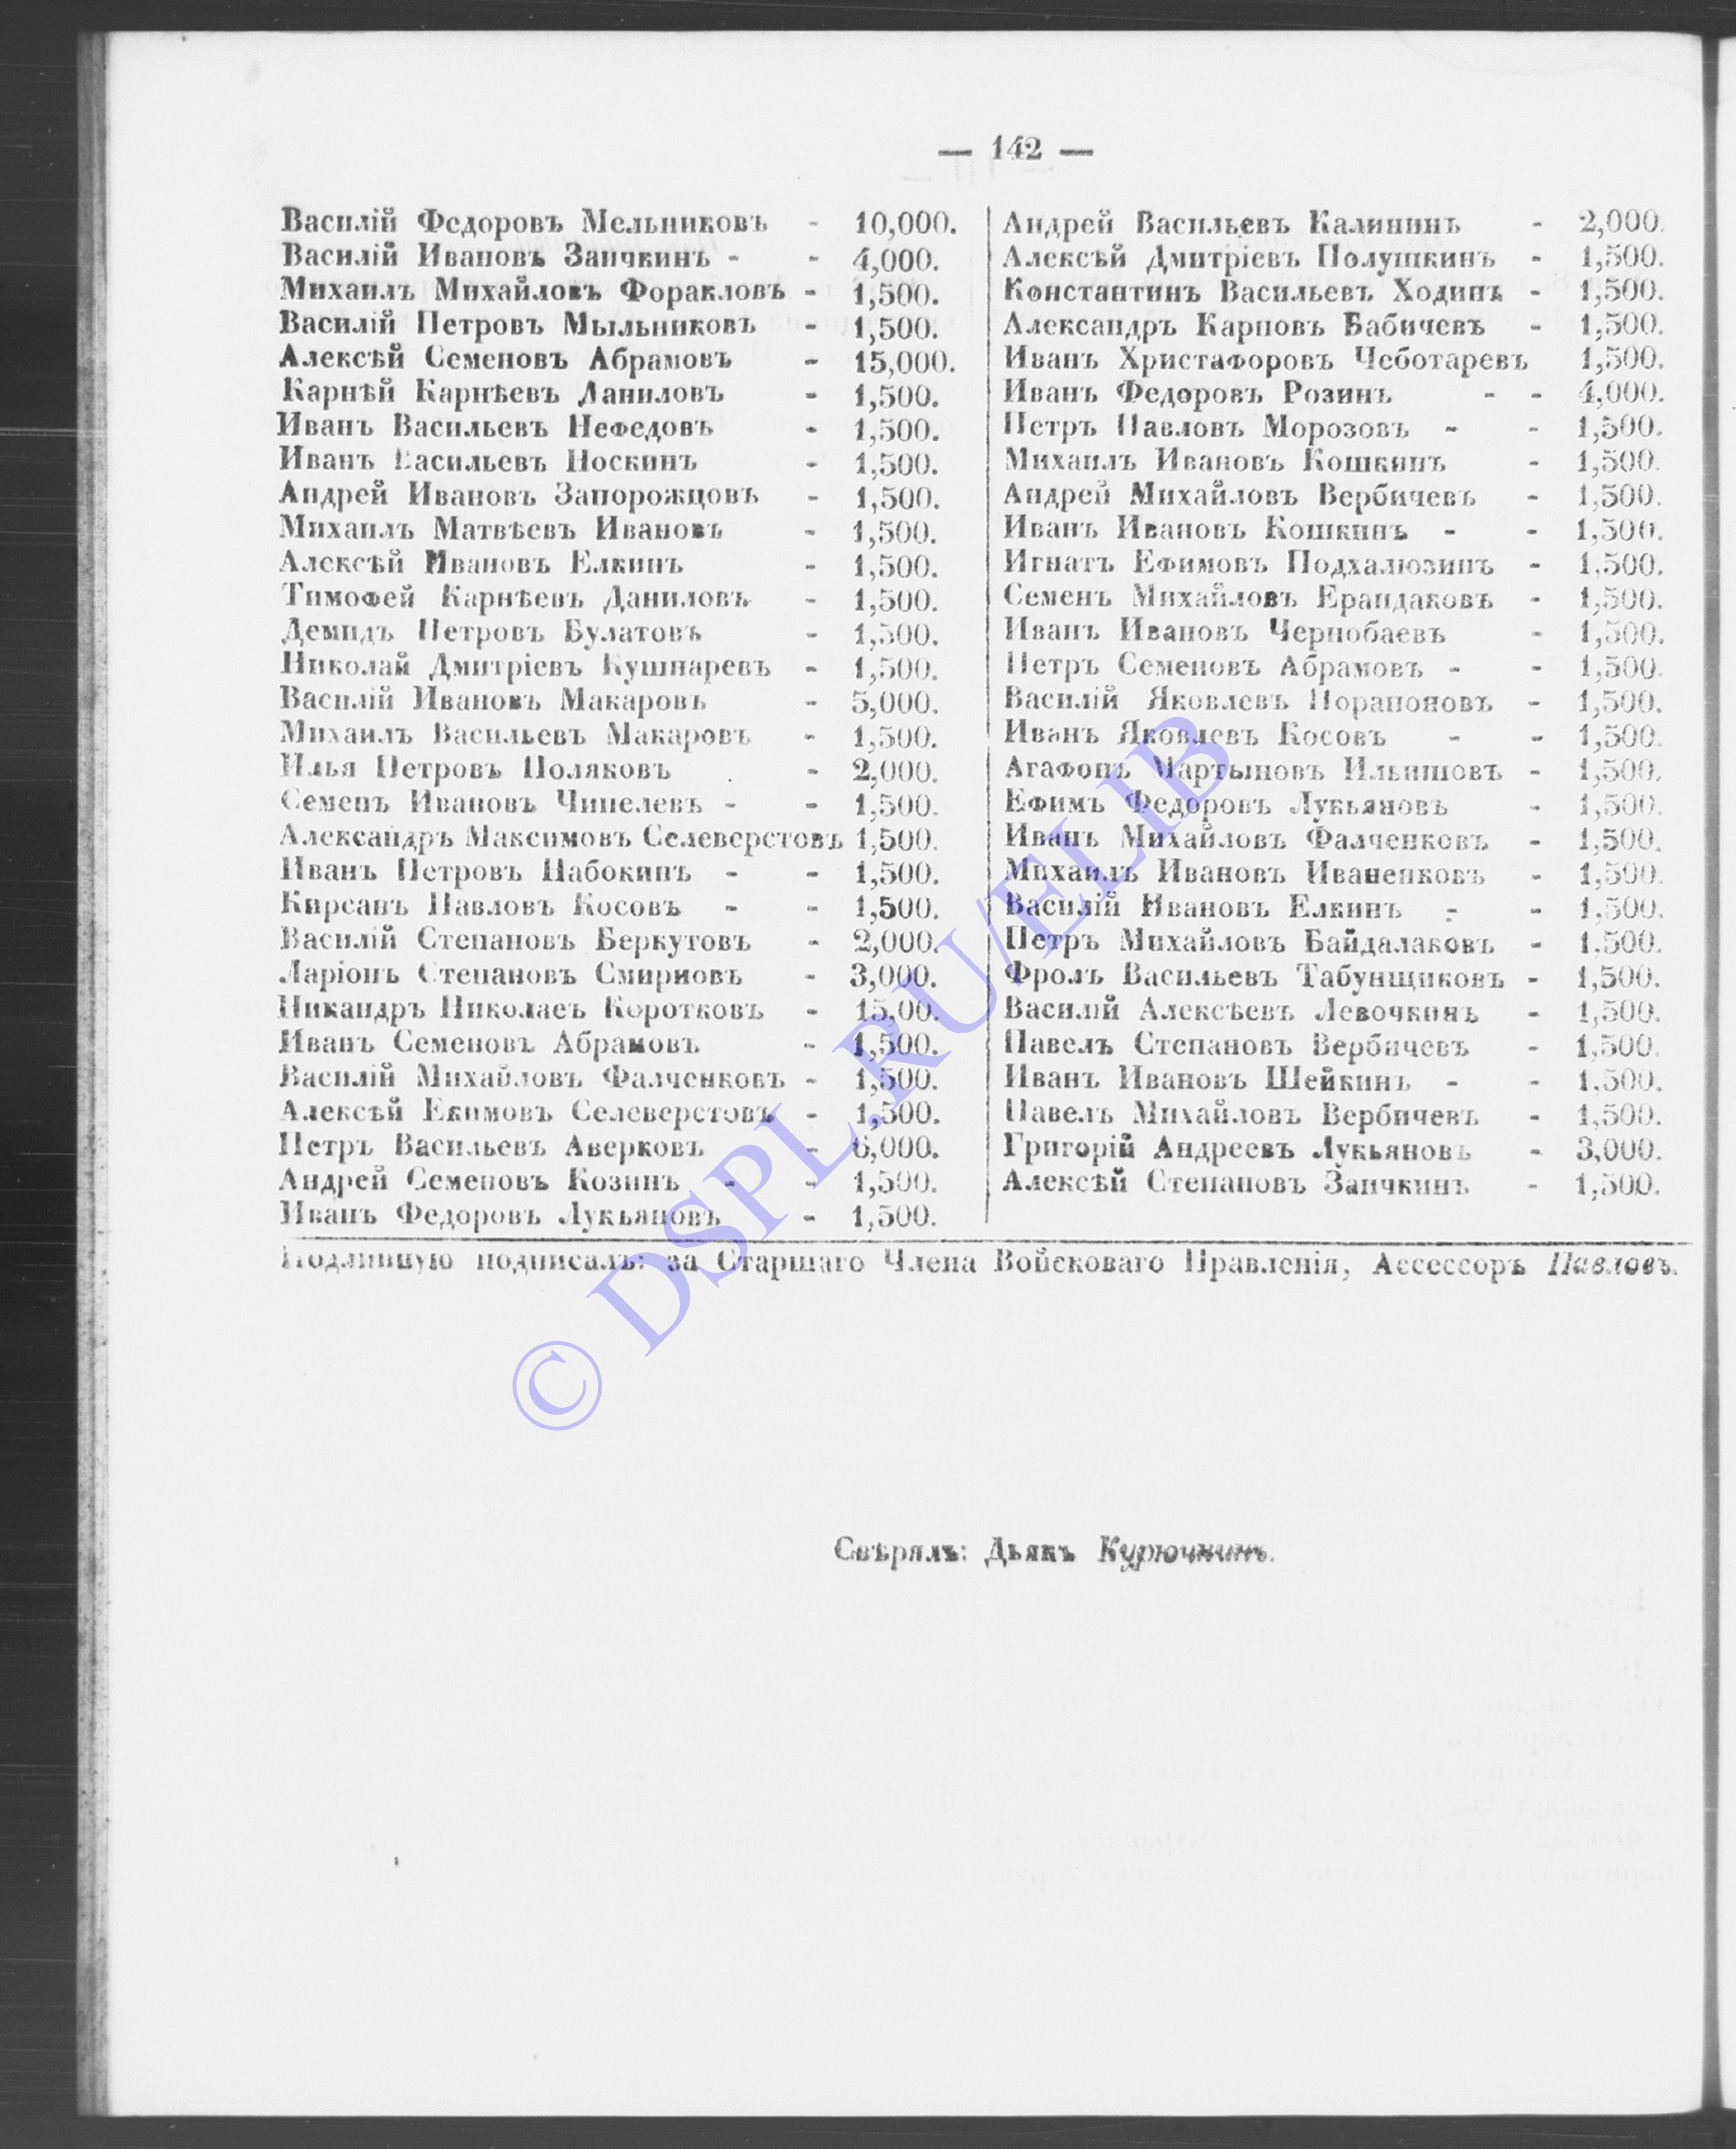 — 142 —
Василій Федоровъ Мельниковъ - 10,000.
Василій Ивановъ Запчкинъ - - 4,000.
Михаилъ Михайловъ Фораkловъ - 1,500.
Василій Петровъ Мыльниковъ - 1,500.
Алексѣй Семеновъ Абрамовъ - 15,000.
Карнѣй Карнѣевъ Даниловъ - 1,500.
Иванъ Васильевъ Нефедовъ - 1,500.
Иванъ Васильевъ Носкинъ - 1,500.
Андрей Ивановъ Запорожцовъ - 1,500.
Михаилъ Матвѣевъ Ивановъ - 1,500.
Алексѣй Ивановъ Елкинъ - 1,500.
Тимофей Карнѣевъ Даниловъ - 1,500.
Демидъ Петровъ Булатовъ - 1,500.
Николай Дмитріевъ Кушнаревъ - 1,500.
Василій Ивановъ Макаровъ - 5,000.
Михаилъ Васильевъ Макаровъ - 1,500.
Илья Петровъ Поляковъ - 2,000.
Семенъ Ивановъ Чипелевъ - - 1,500.
Александръ Максимовъ Селеверстовъ 1,500.
Иванъ Петровъ Набокинъ - - 1,500.
Кирсанъ Павловъ Косовъ - - 1,500.
Василій Степановъ Беркутовъ - 2,000.
Ларіонъ Степановъ Смирновъ - 3,000.
Никандръ Николаевъ Коротковъ - 15,00.
Иванъ Семеновъ Абрамовъ - 1,500.
Василій Михайловъ Фалченковъ - 1,500.
Алексѣй Екимовъ Селеверстовъ - 1,500.
Петръ Васильевъ Аверковъ - 6,000.
Андрей Семеновъ Козинъ - - 1,500.
Иванъ Федоровъ Лукьяновъ - 1,500.
Андрей Васильевъ Калининъ - 2,000.
Алексѣй Дмитріевъ Полушкинъ - 1,500.
Константинъ Васильевъ Ходинъ - 1,500.
Александръ Карповъ Бабичевъ - 1,500.
Иванъ Христафоровъ Чеботаревъ 1,500.
Иванъ Федоровъ Розинъ - - 4,000.
Петръ Павловъ Морозовъ - - 1,500.
Михаилъ Ивановъ Кошкинъ - 1,500.
Андрей Михайловъ Вербичевъ - 1,500.
Иванъ Ивановъ Кошкинъ - - 1,500.
Игнатъ Ефимовъ Подхалюзинъ - 1,500.
Семенъ Михайловъ Ерандаковъ - 1,500.
Иванъ Ивановъ Чернобаевъ - 1,500.
Петръ Семеновъ Абрамовъ - - 1,500.
Василій Яковлевъ Порапоновъ - 1,500.
Иванъ Яковлевъ Косовъ - - 1,500.
Агафонъ Мартыновъ Ильишовъ - 1,500.
Ефимъ Федоровъ Лукьяновъ - 1,500.
Иванъ Михайловъ Фалченковъ - 1,500.
Михаилъ Ивановъ Иваненковъ - 1,500.
Василій Ивановъ Елкинъ - - 1,500.
Петръ Михайловъ Байдалаковъ - 1,500.
Фролъ Васильевъ Табунщиковъ - 1,500.
Василій Алексѣевъ Левочкинъ - 1,500.
Павелъ Степановъ Вербичевъ - 1,500.
Иванъ Ивановъ Шейкинъ - - 1,500.
Павелъ Михайловъ Вербичевъ - 1,500.
Григорій Андреевъ Лукьяновъ - 3,000.
Алексѣй Степановъ Запчкинъ - 1,500.
Подлинную подписалъ: за Старшаго Члена Войсковаго Правленія, Ассессоръ Павловъ.
Свѣрялъ: Дьякъ Курючкинъ.
© DSPL.RU/ELIB